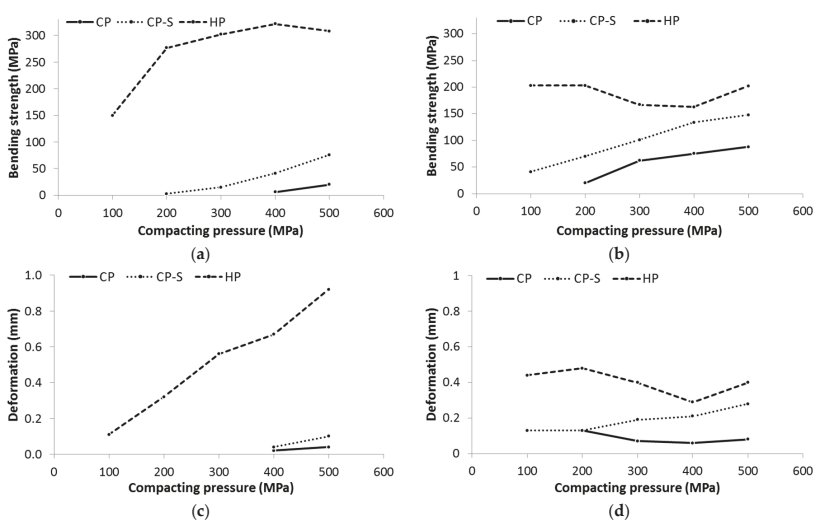 CP CP-S HP
Bending strength (MPa)
300
250
200
150
100
50
0
0 100 200 300 400 500 600
Compacting pressure (MPa)
(a)
CP CP-S HP
Bending strength (MPa)
300
250
200
150
100
50
0
0 100 200 300 400 500 600
Compacting pressure (MPa)
(b)
CP CP-S HP
Deformation (mm)
1.0
0.8
0.6
0.4
0.2
0.0
0 100 200 300 400 500 600
Compacting pressure (MPa)
(c)
CP CP-S HP
Deformation (mm)
1
0.8
0.6
0.4
0.2
0
0 100 200 300 400 500 600
Compacting pressure (MPa)
(d)